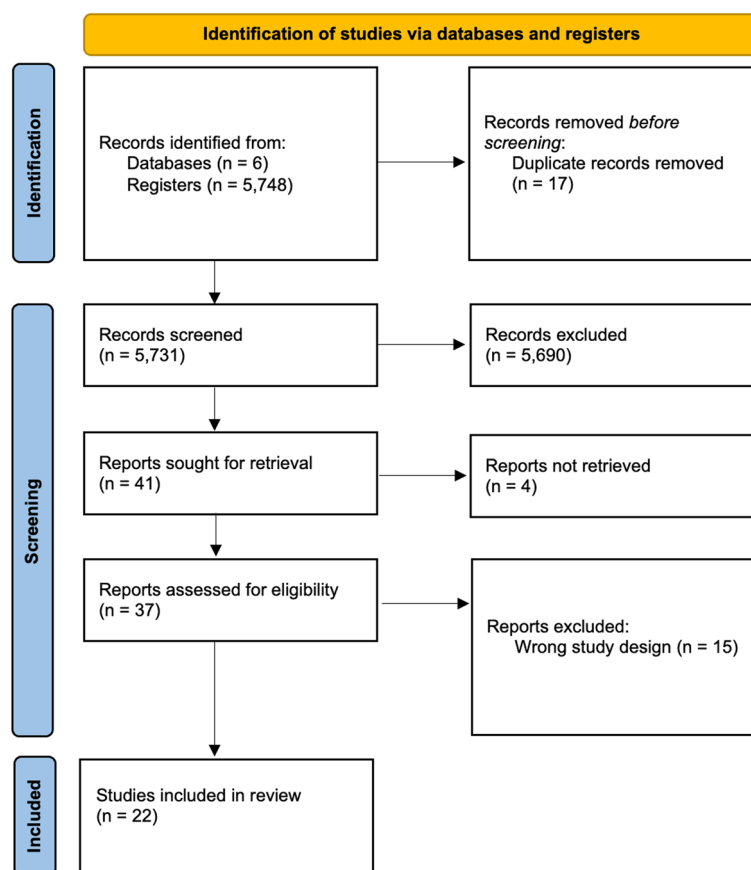 Identification of studies via databases and registers
Identification
Records identified from:
Databases (n = 6)
Registers (n = 5,748)
Records removed before
screening:
Duplicate records removed
(n = 17)
Screening
Records screened
(n = 5,731)
Records excluded
(n = 5,690)
Reports sought for retrieval
(n = 41)
Reports not retrieved
(n = 4)
Reports assessed for eligibility
(n = 37)
Reports excluded:
Wrong study design (n = 15)
Included
Studies included in review
(n = 22)